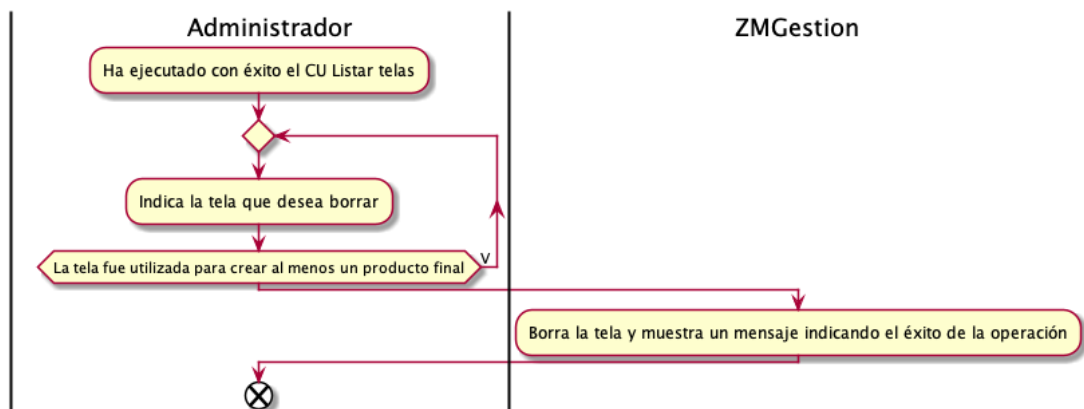 Administrador
ZMGestion
Ha ejecutado con éxito el CU Listar telas
Indica la tela que desea borrar
La tela fue utilizada para crear al menos un producto final
V
Borra la tela y muestra un mensaje indicando el éxito de la operación